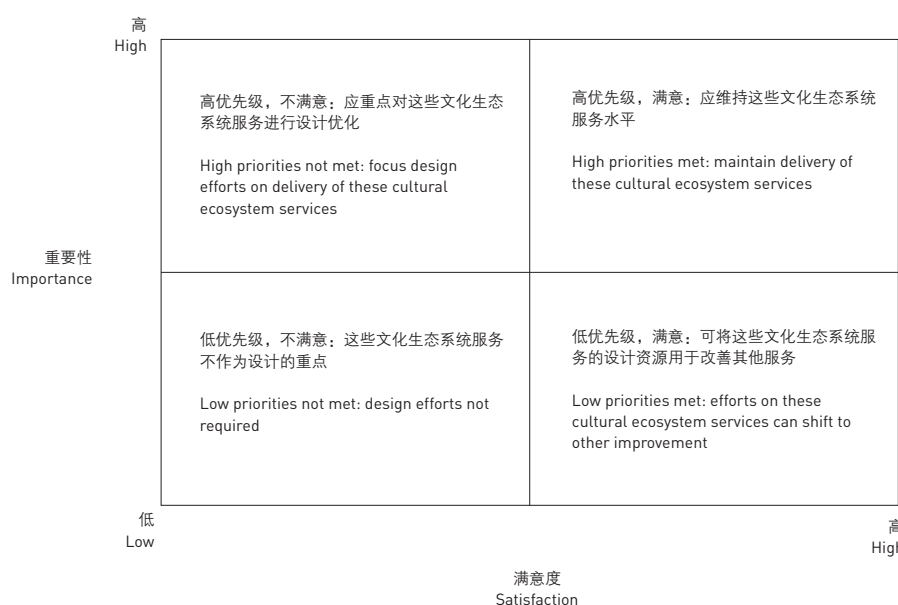 高
High
高优先级，不满意：应重点对这些文化生态
系统服务进行设计优化
High priorities not met: focus design
efforts on delivery of these cultural
ecosystem services
高优先级，满意：应维持这些文化生态系统
服务水平
High priorities met: maintain delivery of
these cultural ecosystem services
重要性
Importance
低优先级，不满意：这些文化生态系统服务
不作为设计的重点
Low priorities not met: design efforts not
required
低优先级，满意：可将这些文化生态系统服
务的设计资源用于改善其他服务
Low priorities met: efforts on these
cultural ecosystem services can shift to
other improvement
低
Low
高
High
满意度
Satisfaction